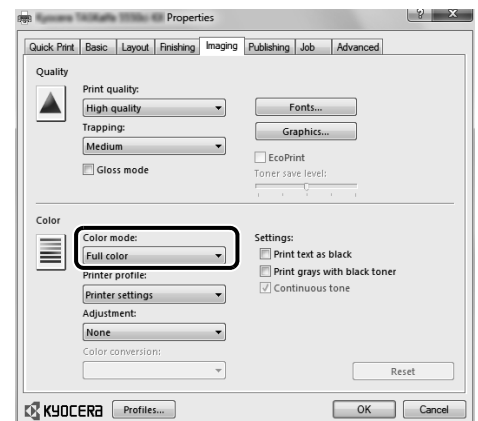 Properties
Quick Print Basic Layout Finishing Imaging Publishing Job Advanced
Quality
Print quality:
High quality
Fonts...
Trapping:
Graphics...
Medium
EcoPrint
Gloss mode
Toner save level:
Color
Color mode:
Settings:
Full color
Print text as black
Printer profile:
Print grays with black toner
Printer settings
Continuous tone
Adjustment:
None
Color conversion:
Reset
KYOCERA Profiles... OK Cancel